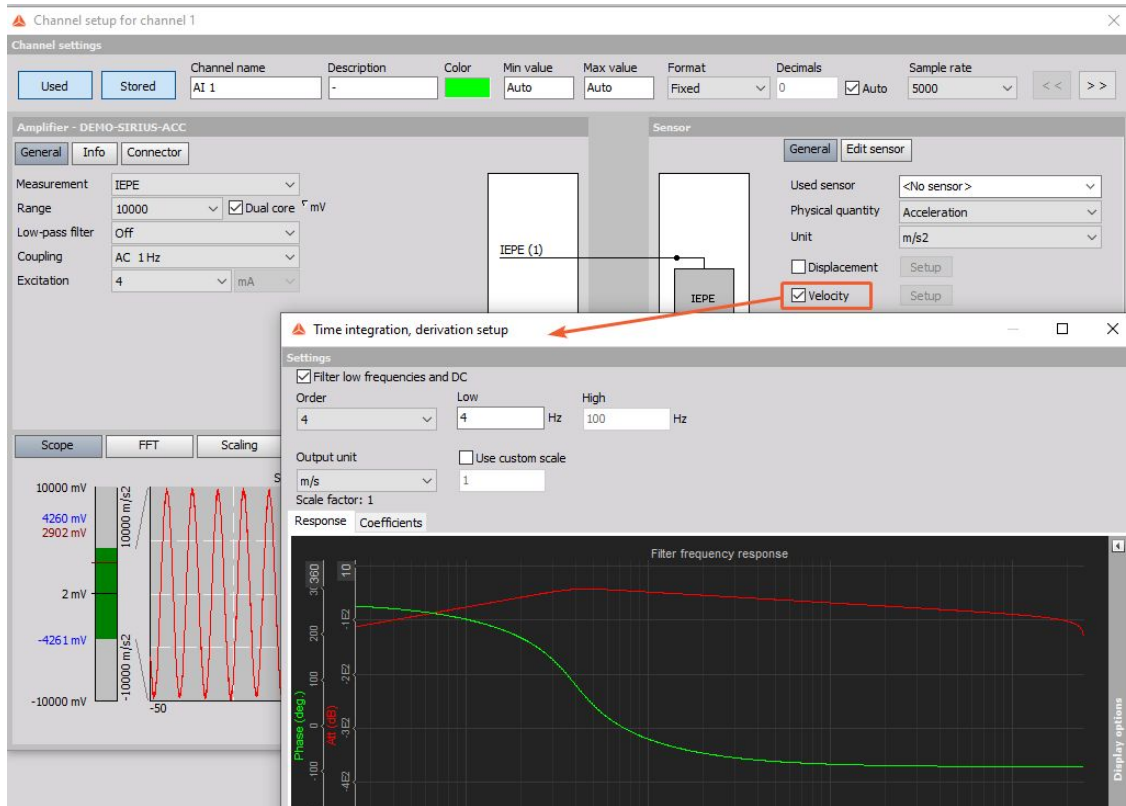 Channel setup for channel 1
Channel settings
Used Stored
Channel name Description Color Min value Max value Format Decimals Sample rate
AI 1 - Auto Auto Fixed 0 Auto 5000 << >>
Amplifier - DEMO-SIRIUS-ACC
General Info Connector
Measurement IEPE
Range 10000 Dual core mV
Low-pass filter Off
Coupling AC 1 Hz
Excitation 4 mA
IEPE (1)
Sensor
General Edit sensor
Used sensor <No sensor>
Physical quantity Acceleration
Unit m/s2
Displacement Setup
Velocity Setup
IEPE
Scope FFT Scaling
10000 mV
4260 mV
2902 mV
2 mV
-4261 mV
-10000 mV
10000 m/s2
-10000 m/s2
-50
Time integration, derivation setup
Settings
Filter low frequencies and DC
Order Low High
4 4 Hz 100 Hz
Output unit Use custom scale
m/s 1
Scale factor: 1
Response Coefficients
Filter frequency response
360 10
200 -1E2
100 -2E2
0 -3E2
-100 -4E2
Phase (deg.)
Att (dB)
Display options